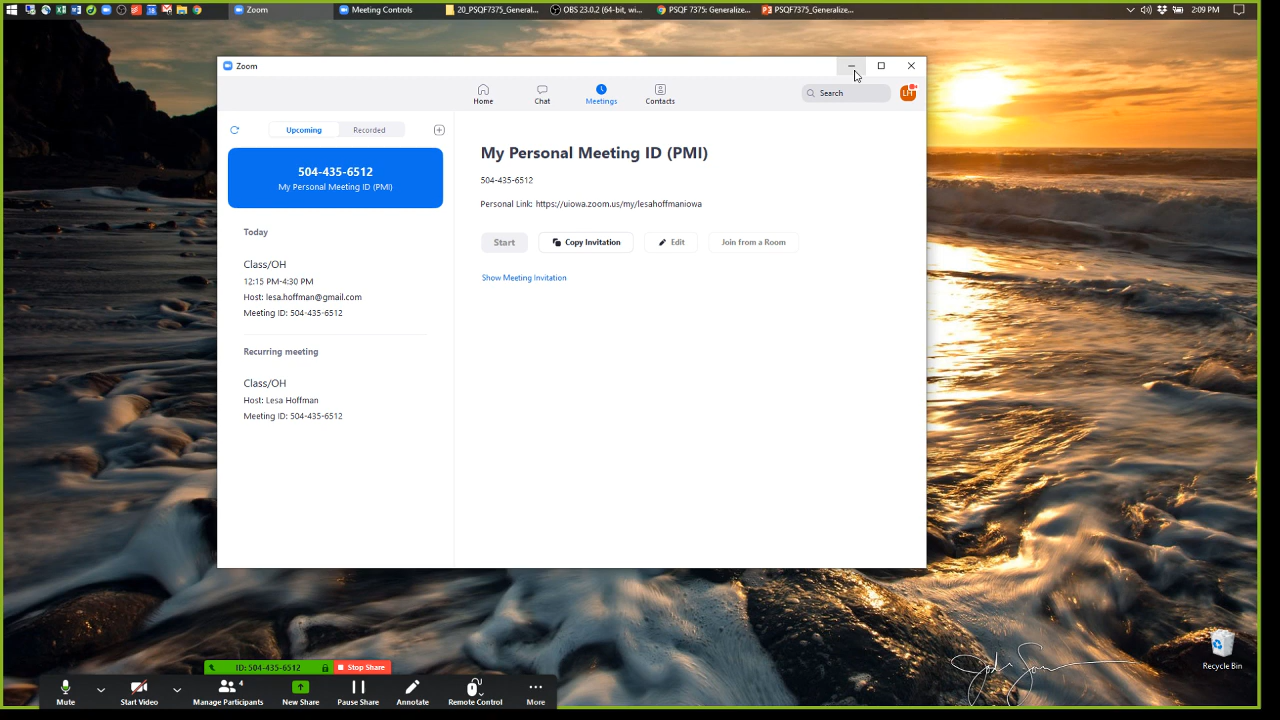 Zoom
Meeting Controls
20_PSQF7375_General...
OBS 23.0.2 (64-bit, wi...
PSQF 7375: Generalize...
PSQF7375_Generalize...
2:09 PM
Zoom
Home
Chat
Meetings
Contacts
Search
LH
Upcoming
Recorded
504-435-6512
My Personal Meeting ID (PMI)
Today
Class/OH
12:15 PM-4:30 PM
Host: lesa.hoffman@gmail.com
Meeting ID: 504-435-6512
Recurring meeting
Class/OH
Host: Lesa Hoffman
Meeting ID: 504-435-6512
My Personal Meeting ID (PMI)
504-435-6512
Personal Link: https://uiowa.zoom.us/my/lesahoffmaniowa
Start
Copy Invitation
Edit
Join from a Room
Show Meeting Invitation
Recycle Bin
ID: 504-435-6512
Stop Share
Mute
Start Video
4
Manage Participants
New Share
Pause Share
Annotate
Remote Control
More